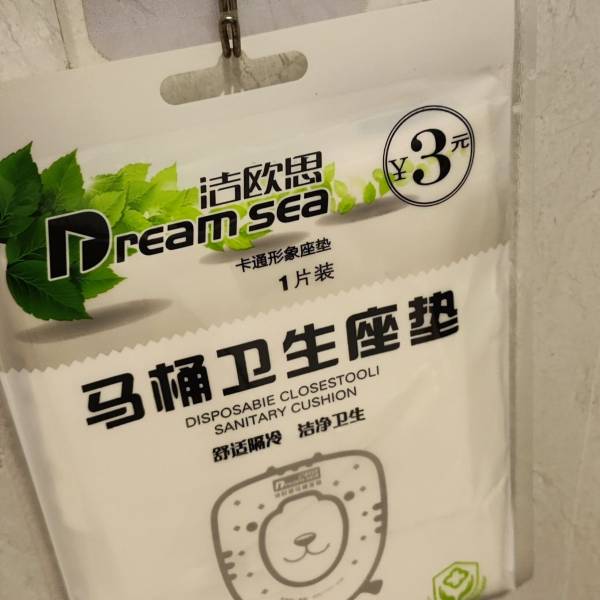 ¥3元
洁欧思
Dream sea
卡通形象座垫
1片装
马桶卫生座垫
DISPOSABIE CLOSESTOOLI
SANITARY CUSHION
舒适隔冷 洁净卫生